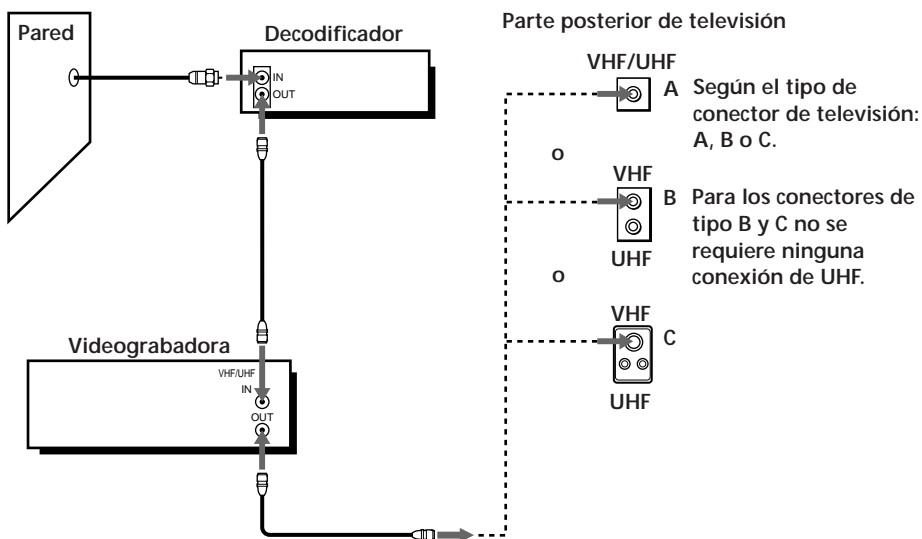 Parte posterior de televisión
Pared
Decodificador
IN
OUT
VHF/UHF
A Según el tipo de
conector de televisión:
A, B o C.
o
VHF
B Para los conectores de
tipo B y C no se
requiere ninguna
conexión de UHF.
UHF
o
VHF
C
UHF
Videograbadora
VHF/UHF
IN
OUT